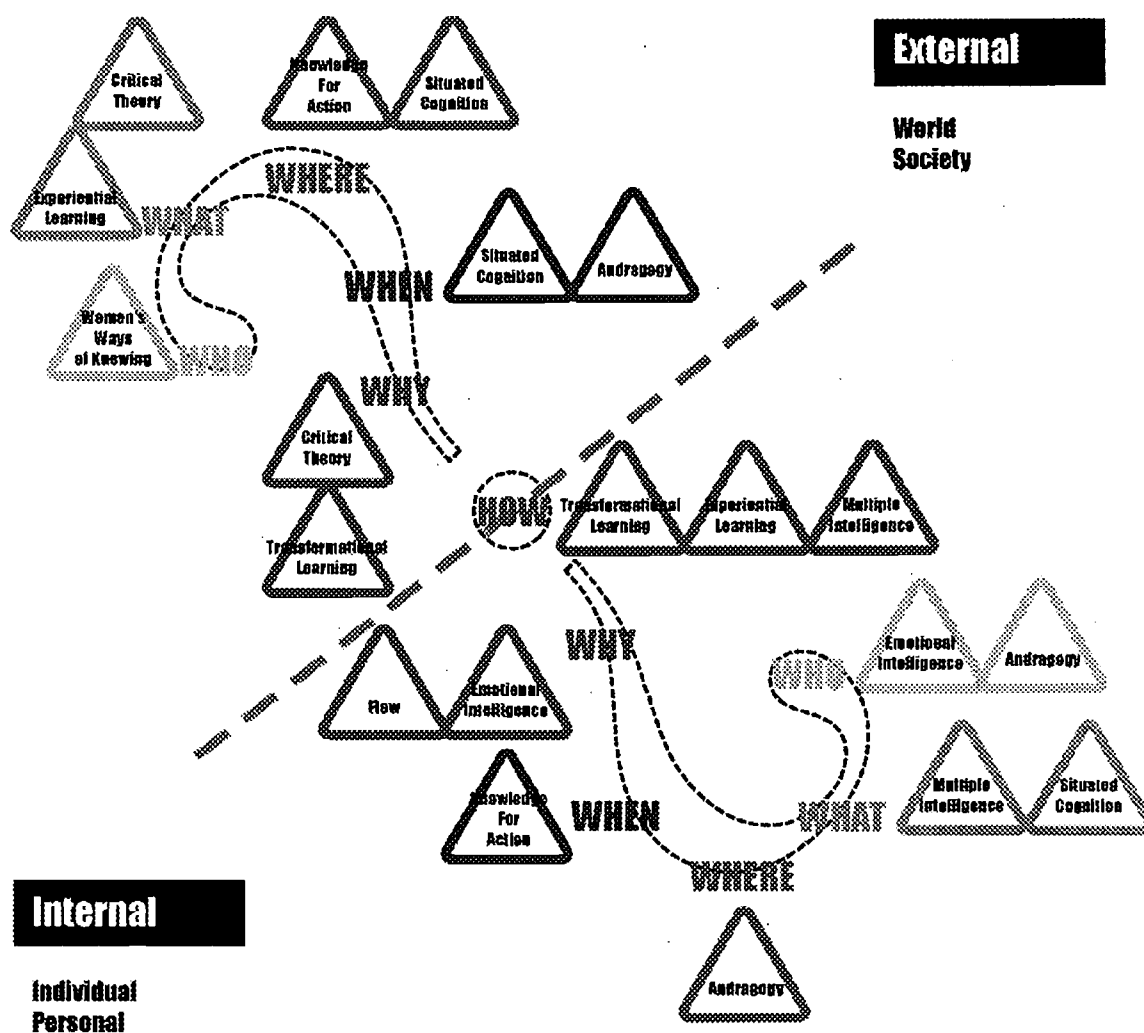 External
World
Society
Critical
Theory
Knowledge
For
Action
Situated
Cognition
Experiential
Learning
WHAT
WHERE
Women's
Ways
of Knowing
WHO
WHEN
Situated
Cognition
Andragogy
WHY
Critical
Theory
Transformational
Learning
HOW
Transformational
Learning
Experiential
Learning
Multiple
Intelligence
Flow
Emotional
Intelligence
WHY
WHO
Emotional
Intelligence
Andragogy
Knowledge
For
Action
WHEN
WHAT
Multiple
Intelligence
Situated
Cognition
WHERE
Andragogy
Internal
Individual
Personal